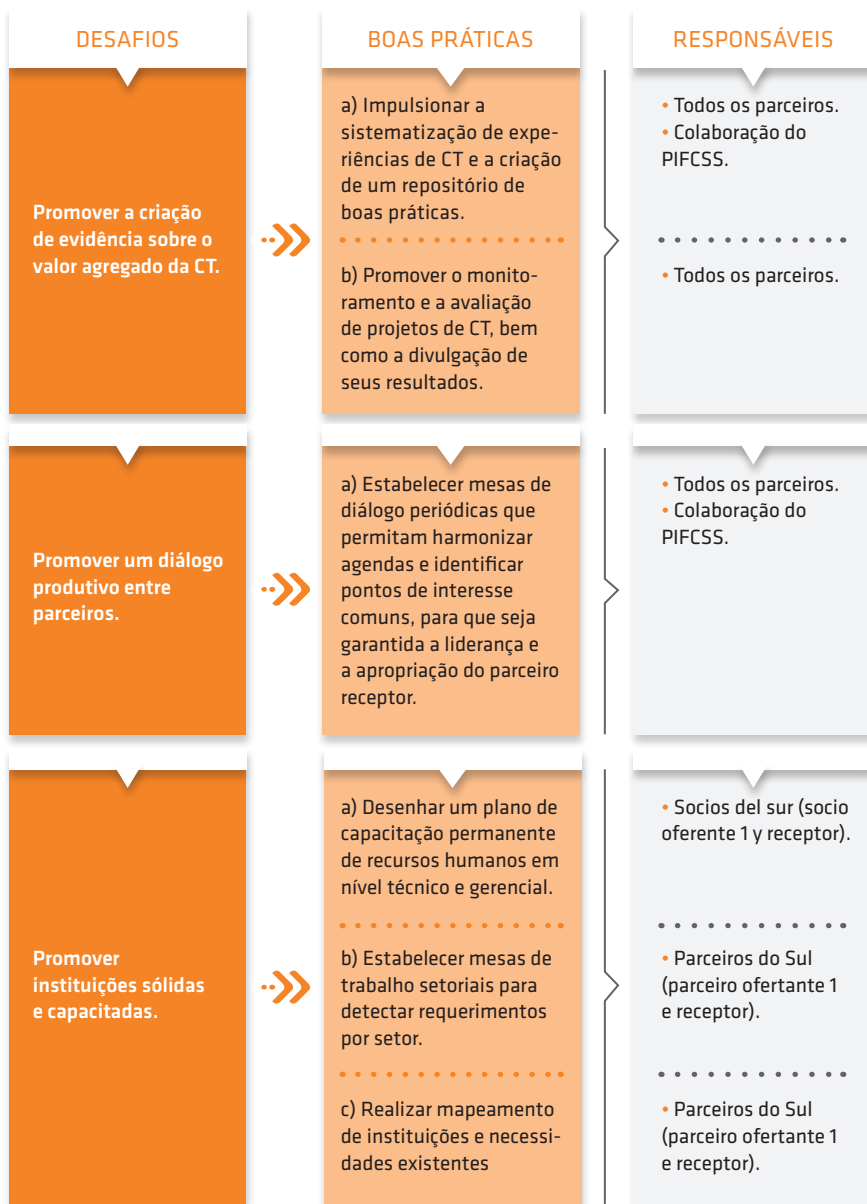 DESAFIOS
BOAS PRÁTICAS
RESPONSÁVEIS
Promover a criação
de evidência sobre o
valor agregado da CT.
a) Impulsionar a
sistematização de expe-
riências de CT e a criação
de um repositório de
boas práticas.
• Todos os parceiros.
• Colaboração do
PIFCSS.
b) Promover o monito-
ramento e a avaliação
de projetos de CT, bem
como a divulgação de
seus resultados.
• Todos os parceiros.
Promover um diálogo
produtivo entre
parceiros.
a) Estabelecer mesas de
diálogo periódicas que
permitam harmonizar
agendas e identificar
pontos de interesse
comuns, para que seja
garantida a liderança e
a apropriação do parceiro
receptor.
• Todos os parceiros.
• Colaboração do
PIFCSS.
Promover
instituições sólidas
e capacitadas.
a) Desenhar um plano de
capacitação permanente
de recursos humanos em
nível técnico e gerencial.
• Socios del sur (socio
oferente 1 y receptor).
b) Estabelecer mesas de
trabalho setoriais para
detectar requerimentos
por setor.
• Parceiros do Sul
(parceiro ofertante 1
e receptor).
c) Realizar mapeamento
de instituições e necessi-
dades existentes
• Parceiros do Sul
(parceiro ofertante 1
e receptor).